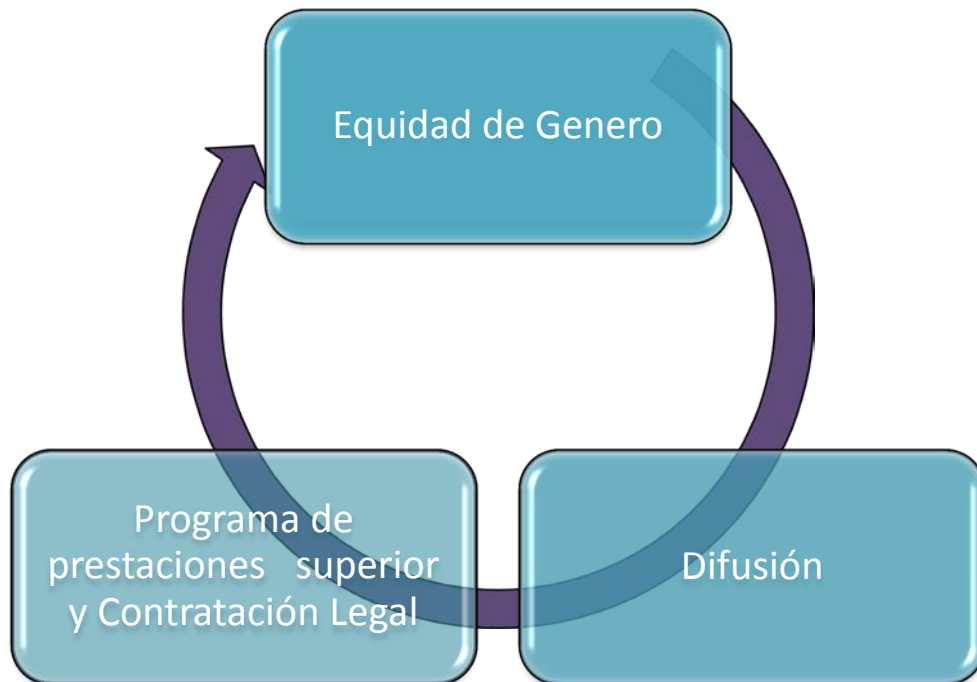 Equidad de Genero
Programa de
prestaciones superior
y Contratación Legal
Difusión